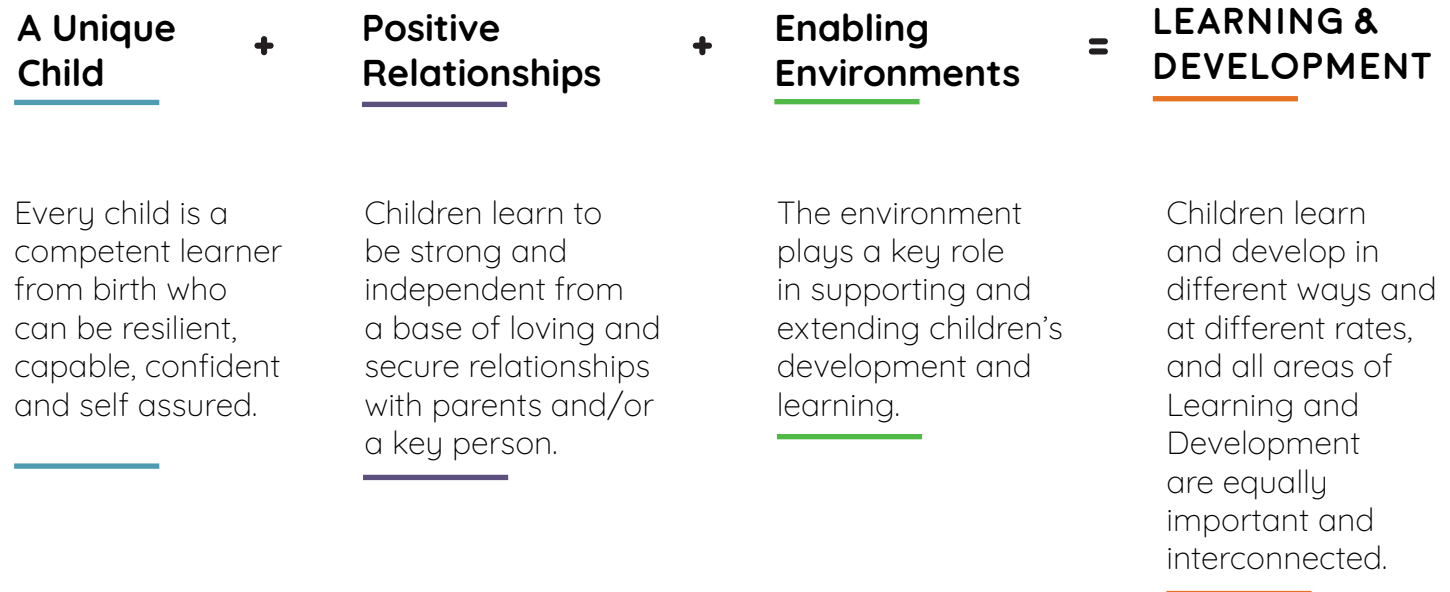 A Unique
Child
+
Positive
Relationships
+
Enabling
Environments
=
LEARNING &
DEVELOPMENT
Every child is a
competent learner
from birth who
can be resilient,
capable, confident
and self assured.
Children learn to
be strong and
independent from
a base of loving and
secure relationships
with parents and/or
a key person.
The environment
plays a key role
in supporting and
extending children’s
development and
learning.
Children learn
and develop in
different ways and
at different rates,
and all areas of
Learning and
Development
are equally
important and
interconnected.